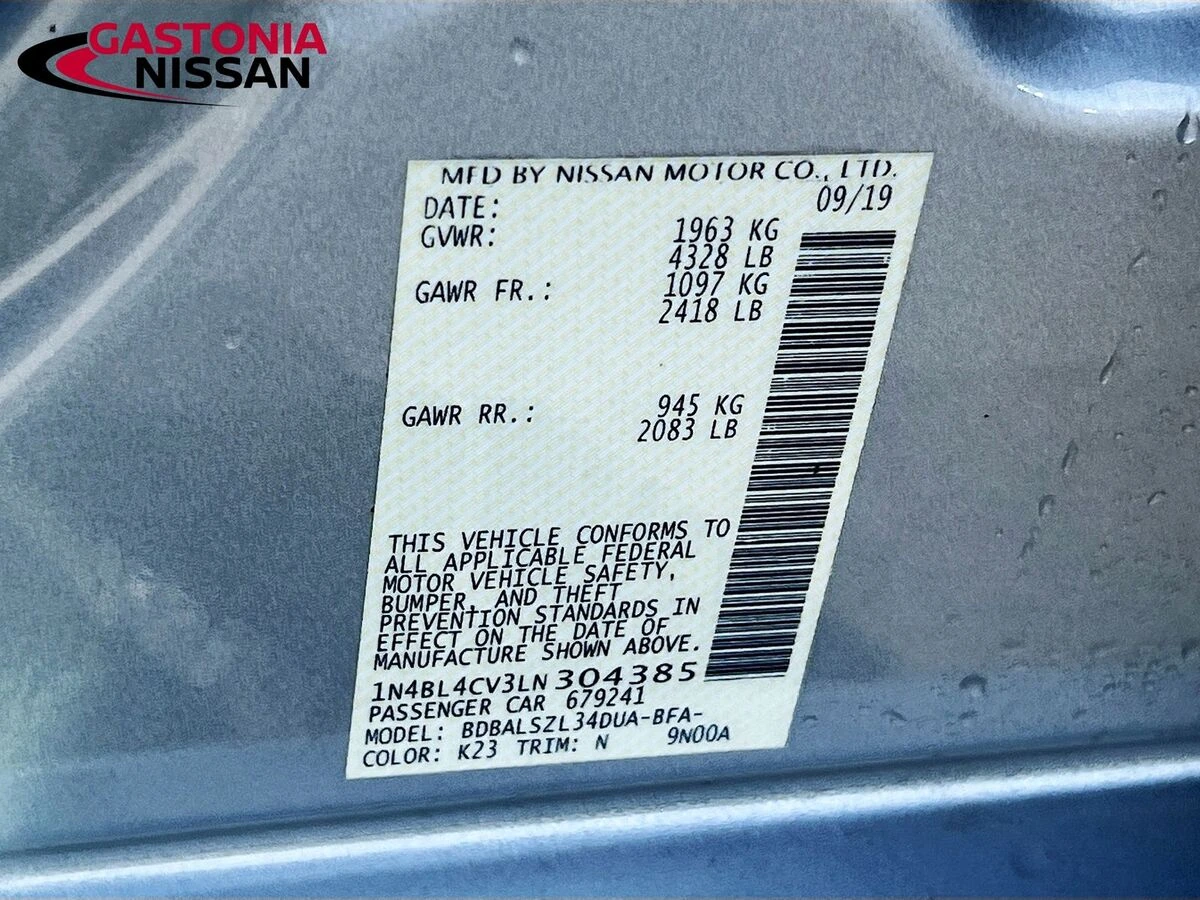 GASTONIA
NISSAN
MFD BY NISSAN MOTOR CO., LTD.
DATE: 09/19
GVWR: 1963 KG
4328 LB
GAWR FR.: 1097 KG
2418 LB
GAWR RR.: 945 KG
2083 LB
THIS VEHICLE CONFORMS TO
ALL APPLICABLE FEDERAL
MOTOR VEHICLE SAFETY,
BUMPER, AND THEFT
PREVENTION STANDARDS IN
EFFECT ON THE DATE OF
MANUFACTURE SHOWN ABOVE.
1N4BL4CV3LN304385
PASSENGER CAR 679241
MODEL: BDBALSZL34DUA-BFA-
COLOR: K23 TRIM: N 9N00A